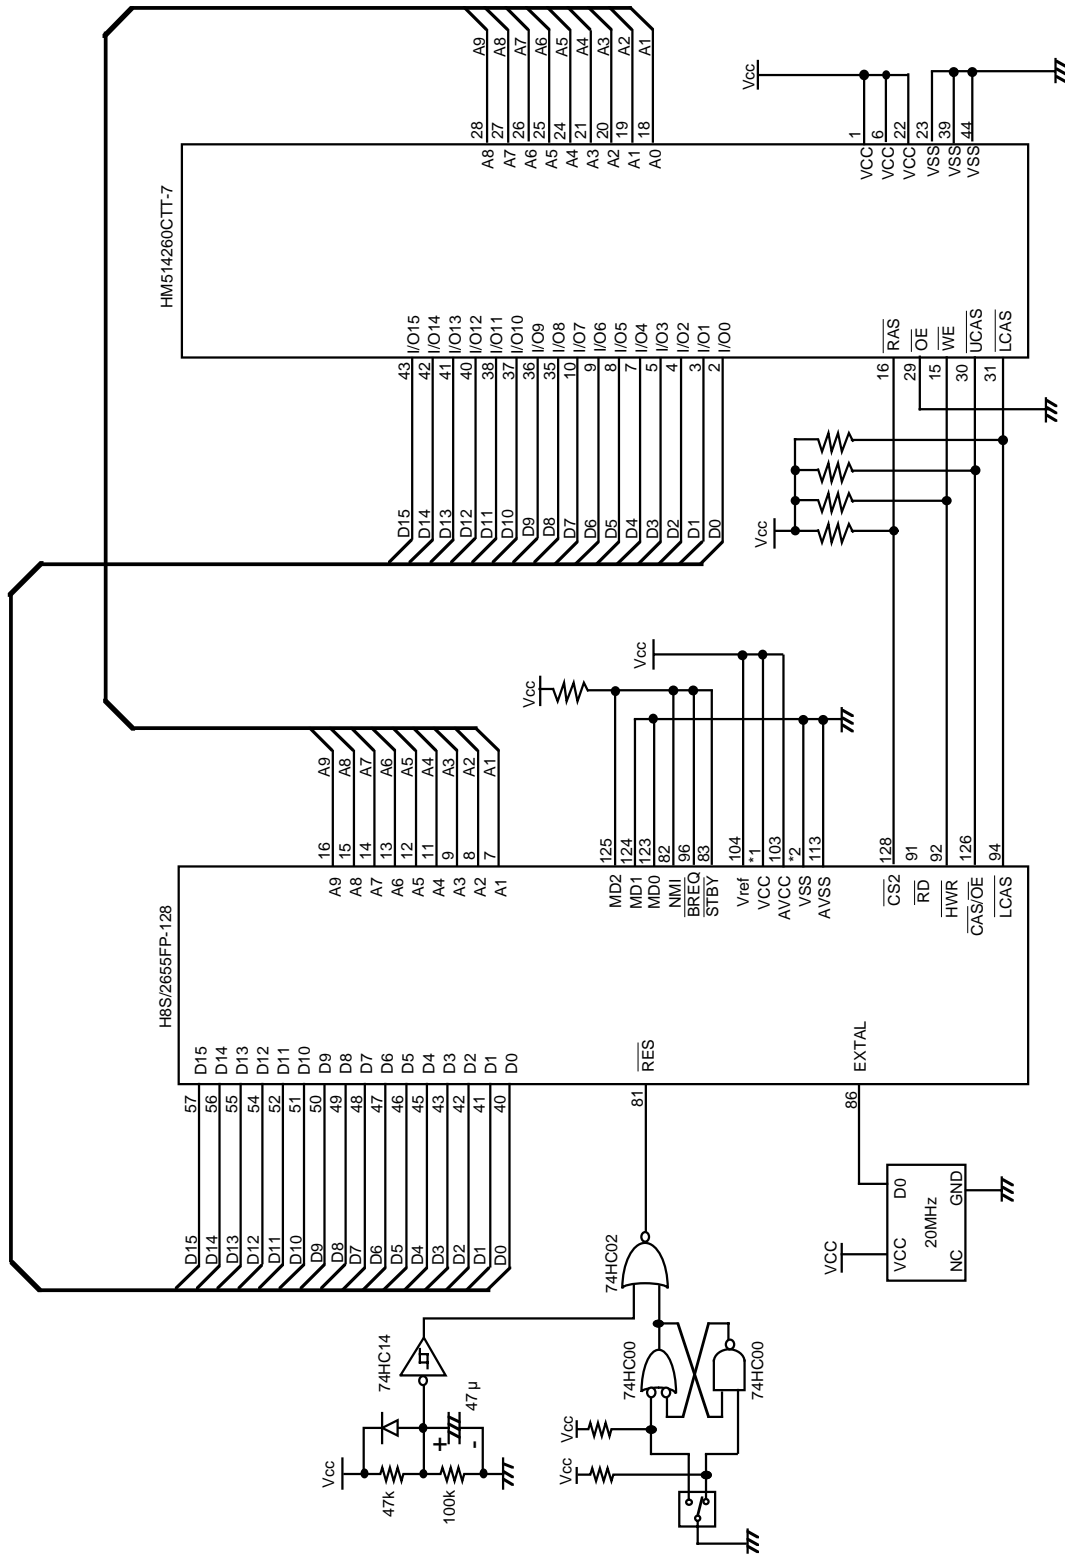 HM514260CTT-7
A9
A8
A7
A6
A5
A4
A3
A2
A1
28
27
26
25
24
21
20
19
18
A8
A7
A6
A5
A4
A3
A2
A1
A0
Vcc
1
6
22
23
39
44
VCC
VCC
VCC
VSS
VSS
VSS
I/O15
I/O14
I/O13
I/O12
I/O11
I/O10
I/O9
I/O8
I/O7
I/O6
I/O5
I/O4
I/O3
I/O2
I/O1
I/O0
43
42
41
40
38
37
36
35
10
9
8
7
5
4
3
2
D15
D14
D13
D12
D11
D10
D9
D8
D7
D6
D5
D4
D3
D2
D1
D0
RAS
OE
WE
UCAS
LCAS
16
29
15
30
31
Vcc
H8S/2655FP-128
A9
A8
A7
A6
A5
A4
A3
A2
A1
16
15
14
13
12
11
9
8
7
A9
A8
A7
A6
A5
A4
A3
A2
A1
Vcc
Vcc
125
124
123
82
96
83
104
*1
103
*2
113
MD2
MD1
MD0
NMI
BREQ
STBY
Vref
VCC
AVCC
VSS
AVSS
128
91
92
126
94
CS2
RD
HWR
CAS/OE
LCAS
D15
D14
D13
D12
D11
D10
D9
D8
D7
D6
D5
D4
D3
D2
D1
D0
57
56
55
54
52
51
50
49
48
47
46
45
43
42
41
40
D15
D14
D13
D12
D11
D10
D9
D8
D7
D6
D5
D4
D3
D2
D1
D0
RES
81
EXTAL
86
74HC02
74HC14
74HC00
74HC00
Vcc
47k
100k
47 µ
+
-
Vcc
Vcc
VCC
VCC
D0
20MHz
NC
GND